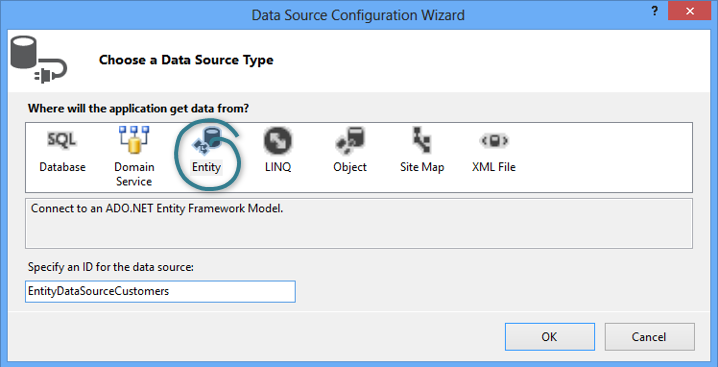 Data Source Configuration Wizard
?
Choose a Data Source Type
Where will the application get data from?
SQL
Database
Domain
Service
Entity
LINQ
Object
Site Map
XML File
Connect to an ADO.NET Entity Framework Model.
Specify an ID for the data source:
EntityDataSourceCustomers
OK
Cancel